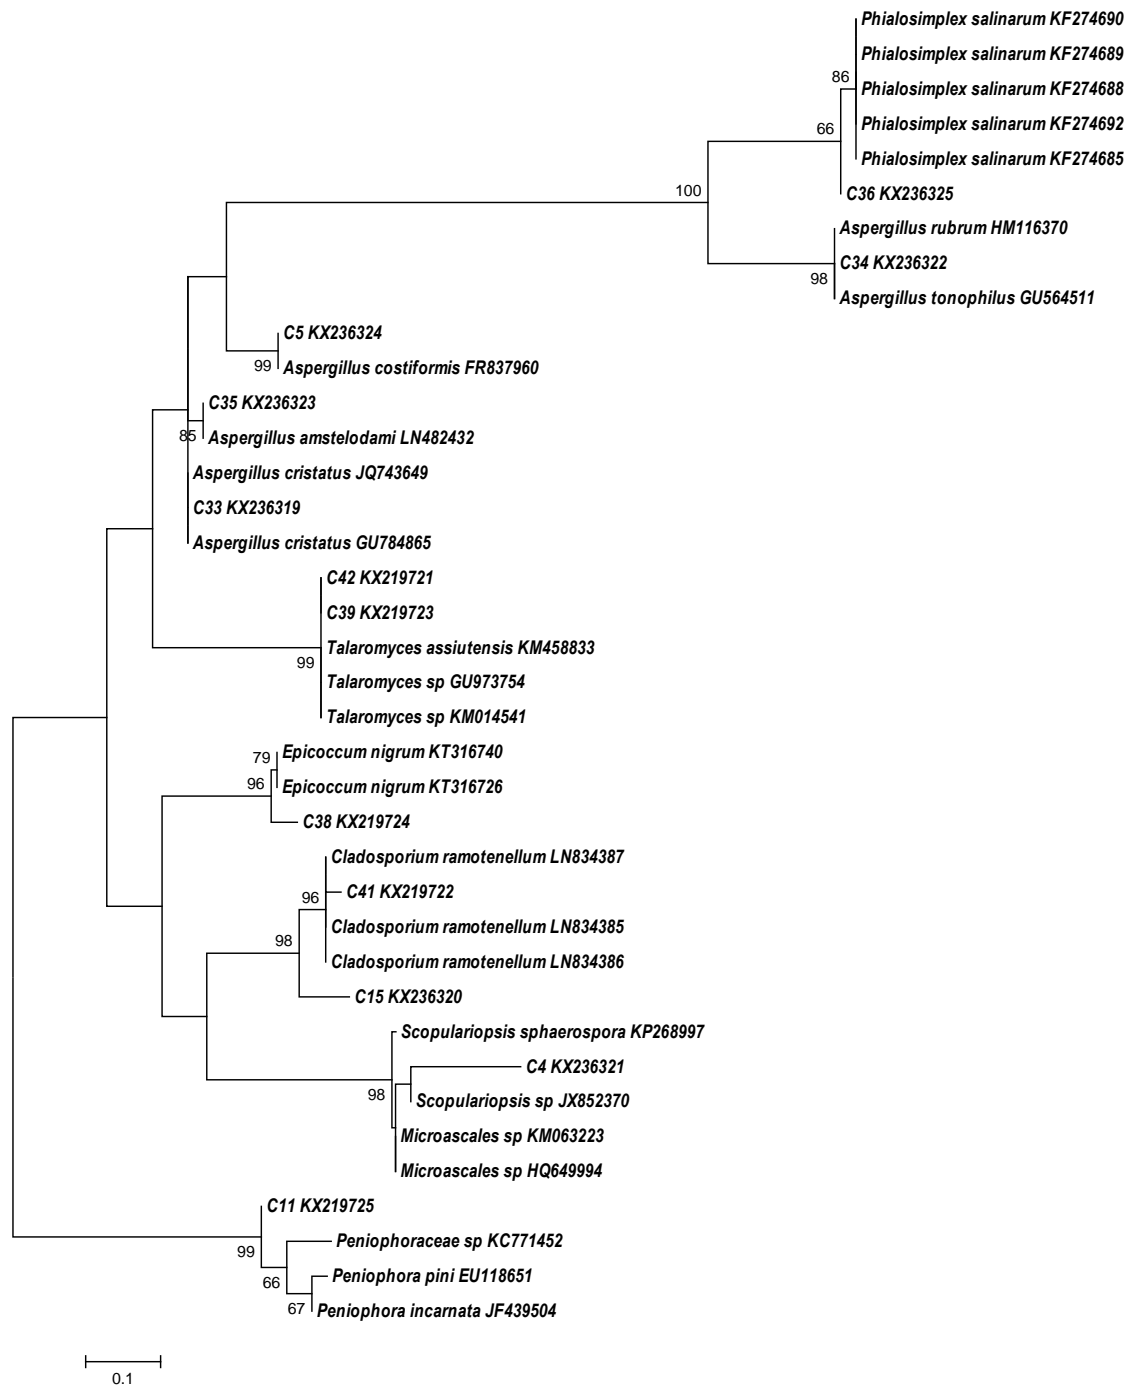 Phialosimplex salinarum KF274690
Phialosimplex salinarum KF274689
86
Phialosimplex salinarum KF274688
Phialosimplex salinarum KF274692
66
Phialosimplex salinarum KF274685
100
C36 KX236325
Aspergillus rubrum HM116370
C34 KX236322
98
Aspergillus tonophilus GU564511
C5 KX236324
99
Aspergillus costiformis FR837960
C35 KX236323
85
Aspergillus amstelodami LN482432
Aspergillus cristatus JQ743649
C33 KX236319
Aspergillus cristatus GU784865
C42 KX219721
C39 KX219723
Talaromyces assiutensis KM458833
99
Talaromyces sp GU973754
Talaromyces sp KM014541
79
Epicoccum nigrum KT316740
96
Epicoccum nigrum KT316726
C38 KX219724
Cladosporium ramotenellum LN834387
96
C41 KX219722
Cladosporium ramotenellum LN834385
98
Cladosporium ramotenellum LN834386
C15 KX236320
Scopulariopsis sphaerospora KP268997
C4 KX236321
98
Scopulariopsis sp JX852370
Microascales sp KM063223
Microascales sp HQ649994
C11 KX219725
99
Peniophoraceae sp KC771452
66
Peniophora pini EU118651
67
Peniophora incarnata JF439504
0.1